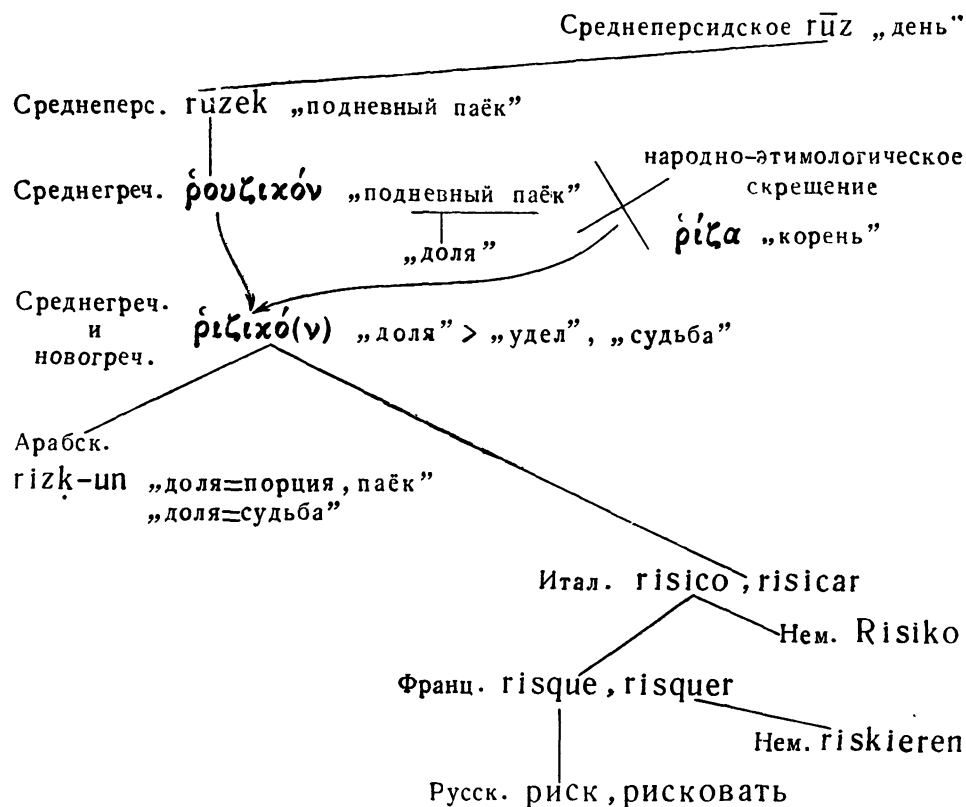 Среднеперсидское rūz „день”
Среднеперс. rūzek „подневный паёк”
народно-этимологическое
скрещение
Среднегреч. ῥουζικόν „подневный паёк”
ῥίζα „корень”
„доля”
Среднегреч.
и
новогреч.
ῥιζικό(ν) „доля” > „удел”, „судьба”
Арабск.
rizḳ-un „доля=порция, паёк”
„доля=судьба”
Итал. risico, risicar
Нем. Risiko
Франц. risque, risquer
Нем. riskieren
Русск. риск, рисковать